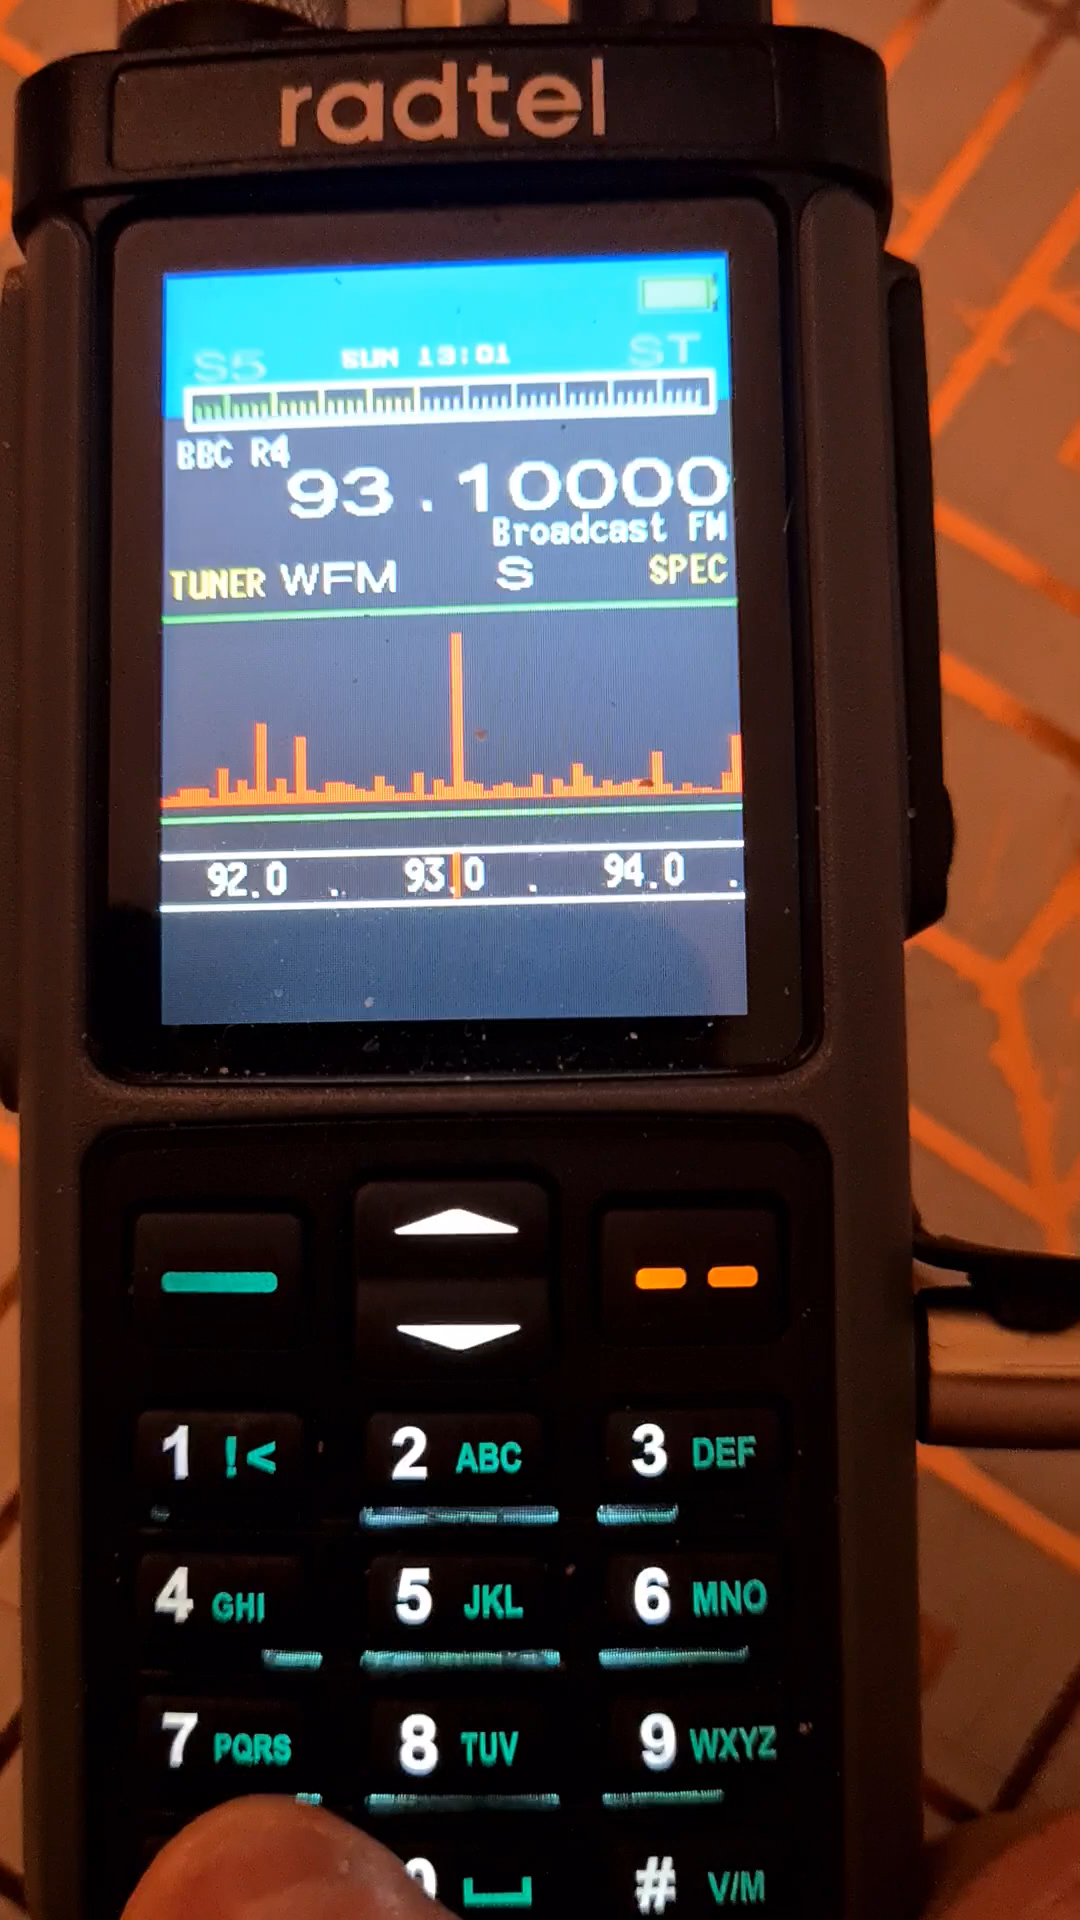 radtel
S5 SUN 13:01 ST
BBC R4
93.10000
Broadcast FM
TUNER WFM S SPEC
92.0 . 93.0 . 94.0 .
1 !< 2 ABC 3 DEF
4 GHI 5 JKL 6 MNO
7 PQRS 8 TUV 9 WXYZ
# V/M